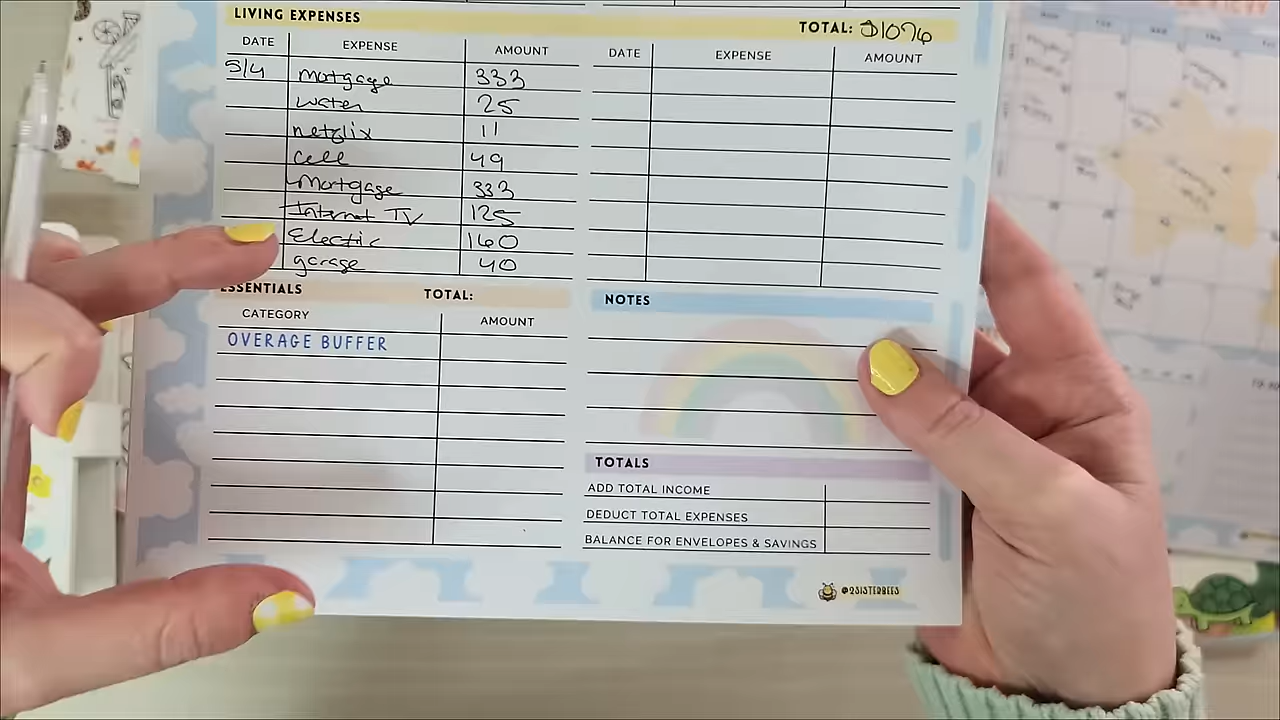 LIVING EXPENSES TOTAL: $1076
DATE EXPENSE AMOUNT DATE EXPENSE AMOUNT
5/4 mortgage 333
water 25
netflix 11
cell 49
Mortgage 333
Internet TV 125
Electic 160
garage 40
ESSENTIALS TOTAL: NOTES
CATEGORY AMOUNT
OVERAGE BUFFER
TOTALS
ADD TOTAL INCOME
DEDUCT TOTAL EXPENSES
BALANCE FOR ENVELOPES & SAVINGS
@2SISTERBEES